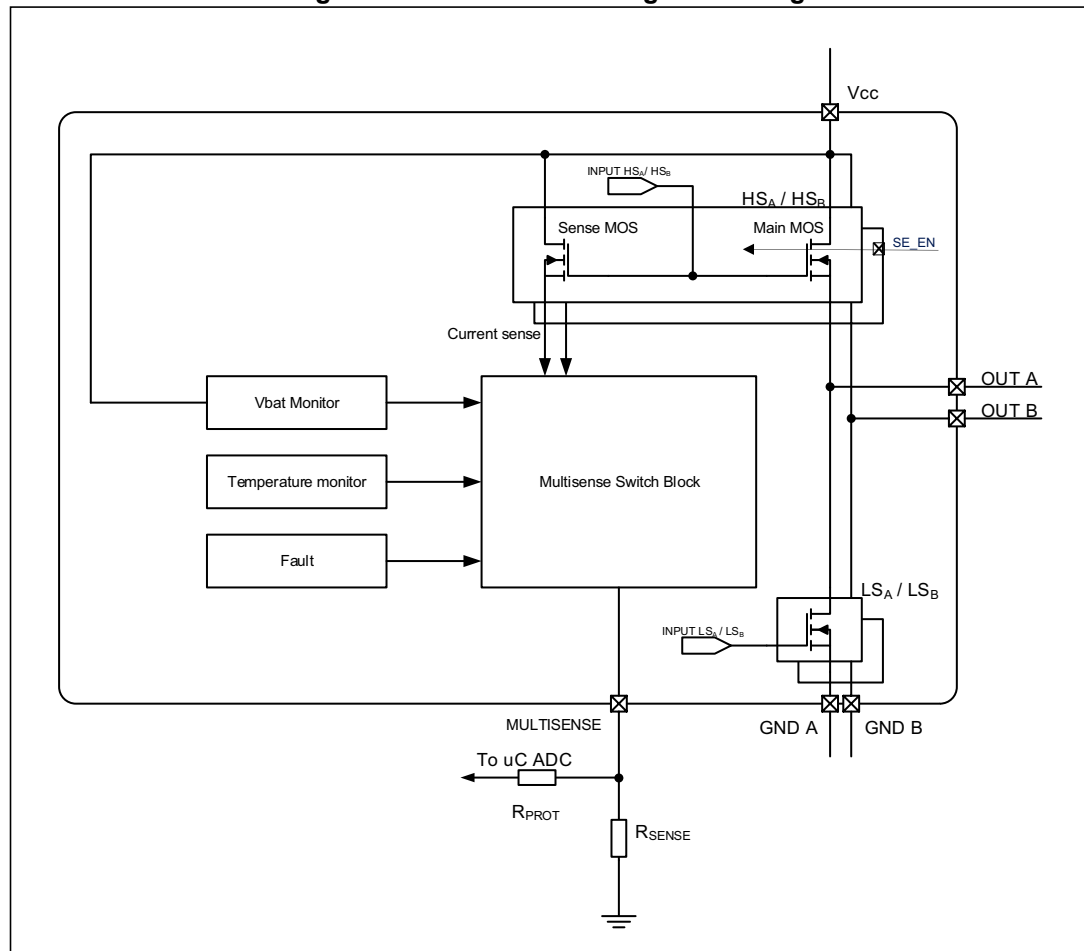 Vcc
INPUT HSA/ HSB
HSA / HSB
Sense MOS
Main MOS
SE_EN
Current sense
OUT A
Vbat Monitor
OUT B
Temperature monitor
Multisense Switch Block
Fault
LSA / LSB
INPUT LSA / LSB
MULTISENSE
GND A
GND B
To uC ADC
RPROT
RSENSE